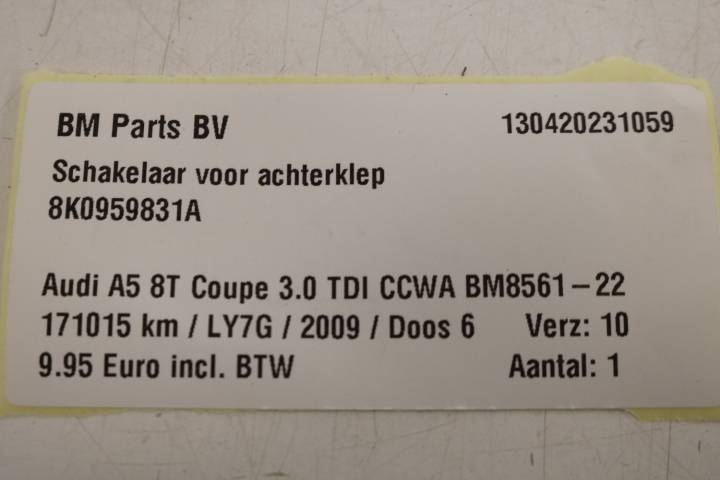 BM Parts BV 130420231059
Schakelaar voor achterklep
8K0959831A
Audi A5 8T Coupe 3.0 TDI CCWA BM8561-22
171015 km / LY7G / 2009 / Doos 6 Verz: 10
9.95 Euro incl. BTW Aantal: 1